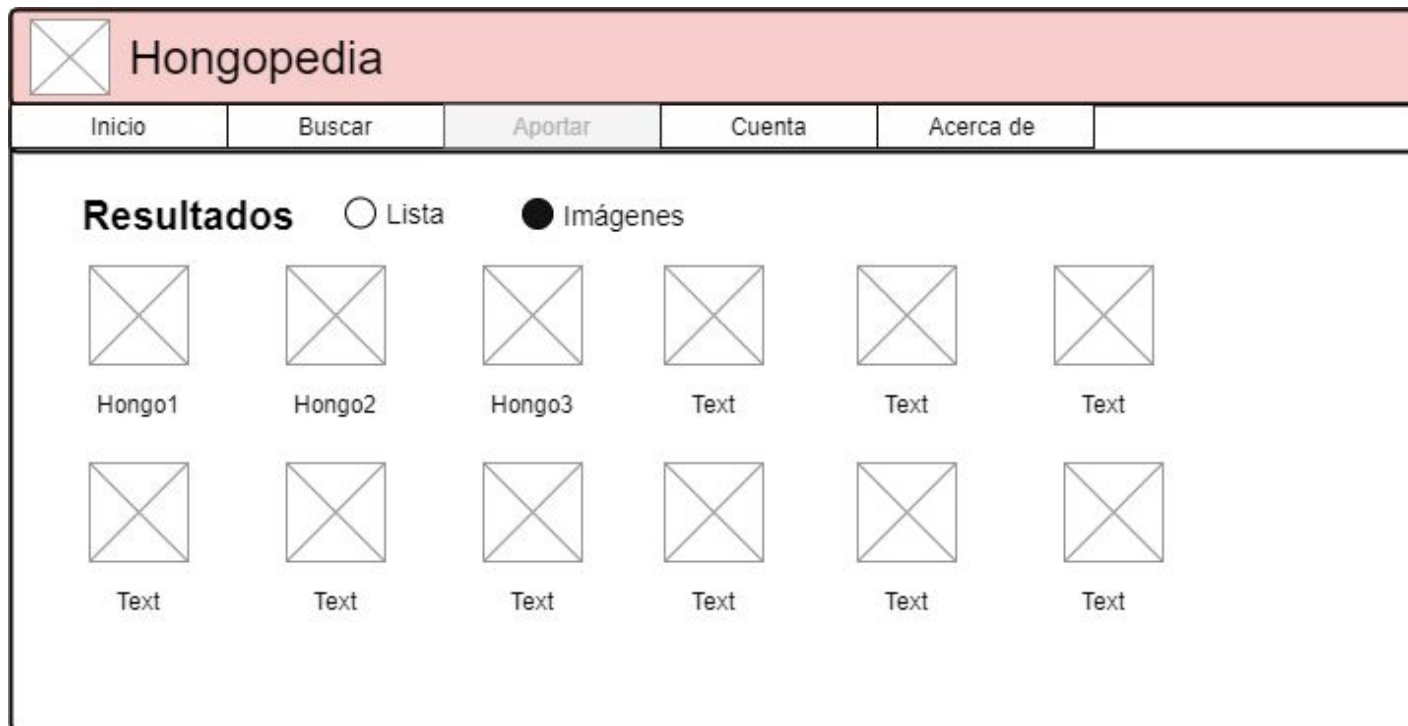 Hongopedia
Inicio Buscar Aportar Cuenta Acerca de
Resultados Lista Imágenes
Hongo1 Hongo2 Hongo3 Text Text Text
Text Text Text Text Text Text